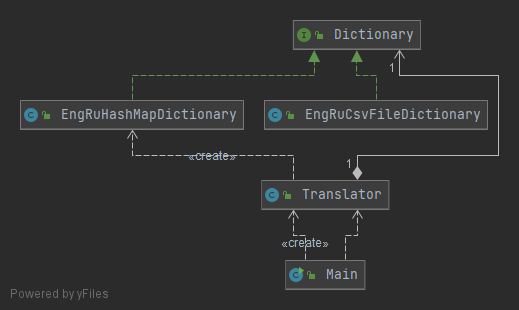 I Dictionary
1
C EngRuHashMapDictionary
C EngRuCsvFileDictionary
«create»
1
C Translator
«create»
C Main
Powered by yFiles